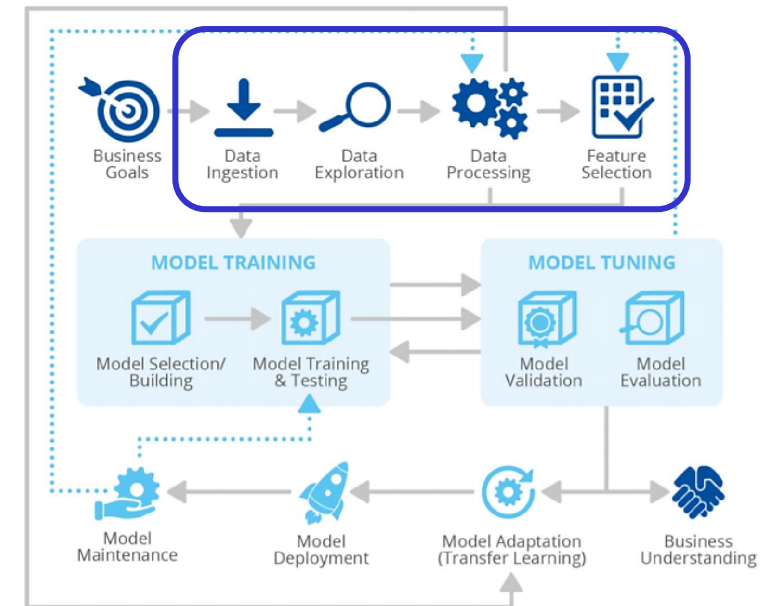 Business
Goals
Data
Ingestion
Data
Exploration
Data
Processing
Feature
Selection
MODEL TRAINING
Model Selection/
Building
Model Training
& Testing
MODEL TUNING
Model
Validation
Model
Evaluation
Model
Maintenance
Model
Deployment
Model Adaptation
(Transfer Learning)
Business
Understanding